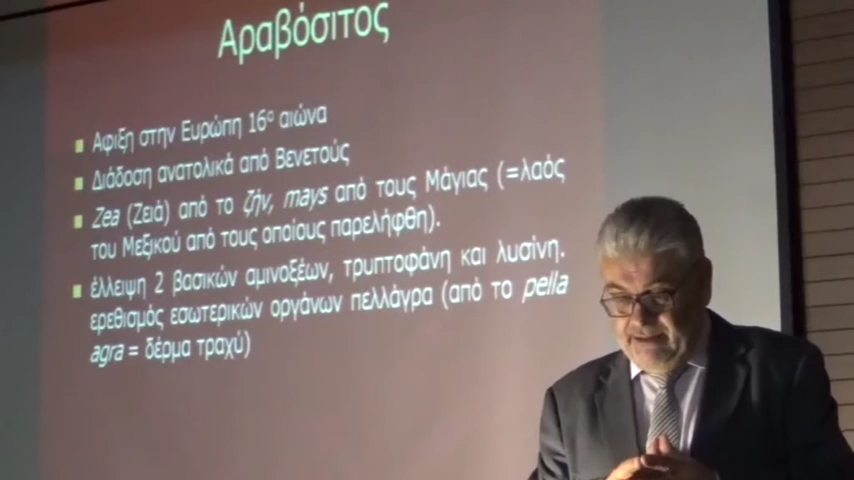 Αραβόσιτος
Αφιξη στην Ευρώπη 16ο αιώνα
Διάδοση ανατολικά από Βενετούς
Zea (Ζειά) από το ζήν, mays από τους Μάγιας (=λαός
του Μεξικού από τους οποίους παρελήφθη).
έλλειψη 2 βασικών αμινοξέων, τρυπτοφάνη και λυσίνη.
ερεθισμός εσωτερικών οργάνων πελλάγρα (από το pella
agra = δέρμα τραχύ)